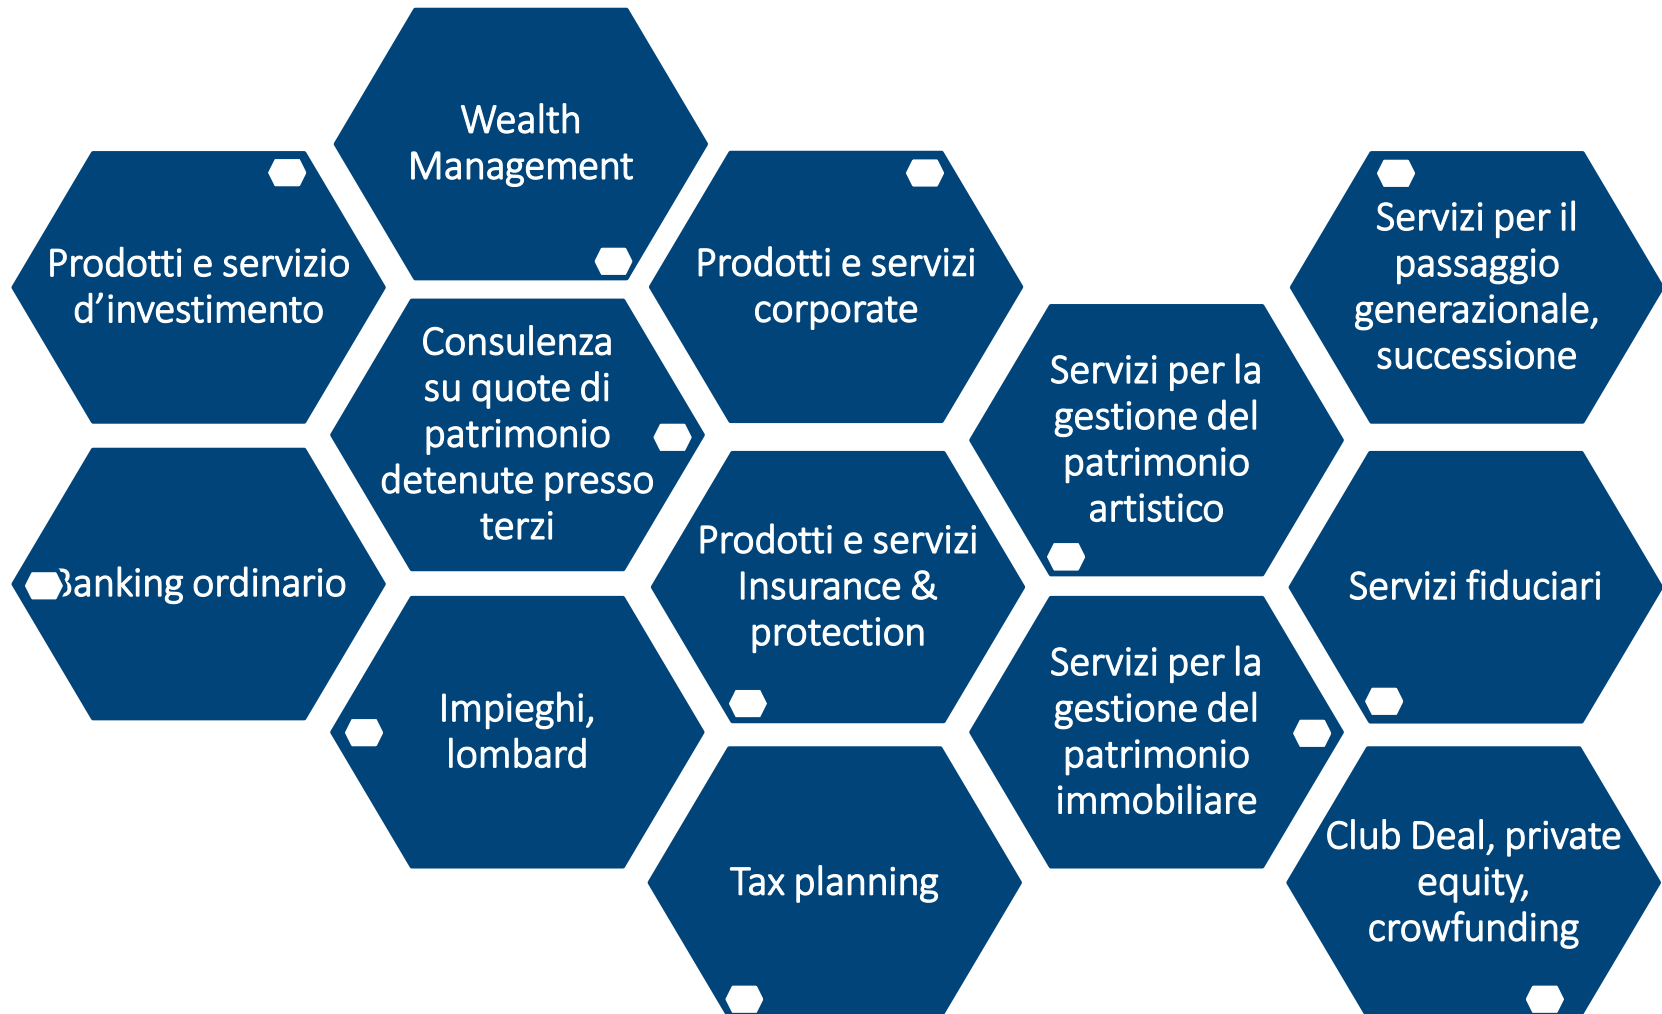 Wealth
Management
Prodotti e servizio
d’investimento
Prodotti e servizi
corporate
Servizi per il
passaggio
generazionale,
successione
Consulenza
su quote di
patrimonio
detenute presso
terzi
Servizi per la
gestione del
patrimonio
artistico
Banking ordinario
Prodotti e servizi
Insurance &
protection
Servizi fiduciari
Impieghi,
lombard
Servizi per la
gestione del
patrimonio
immobiliare
Tax planning
Club Deal, private
equity,
crowfunding